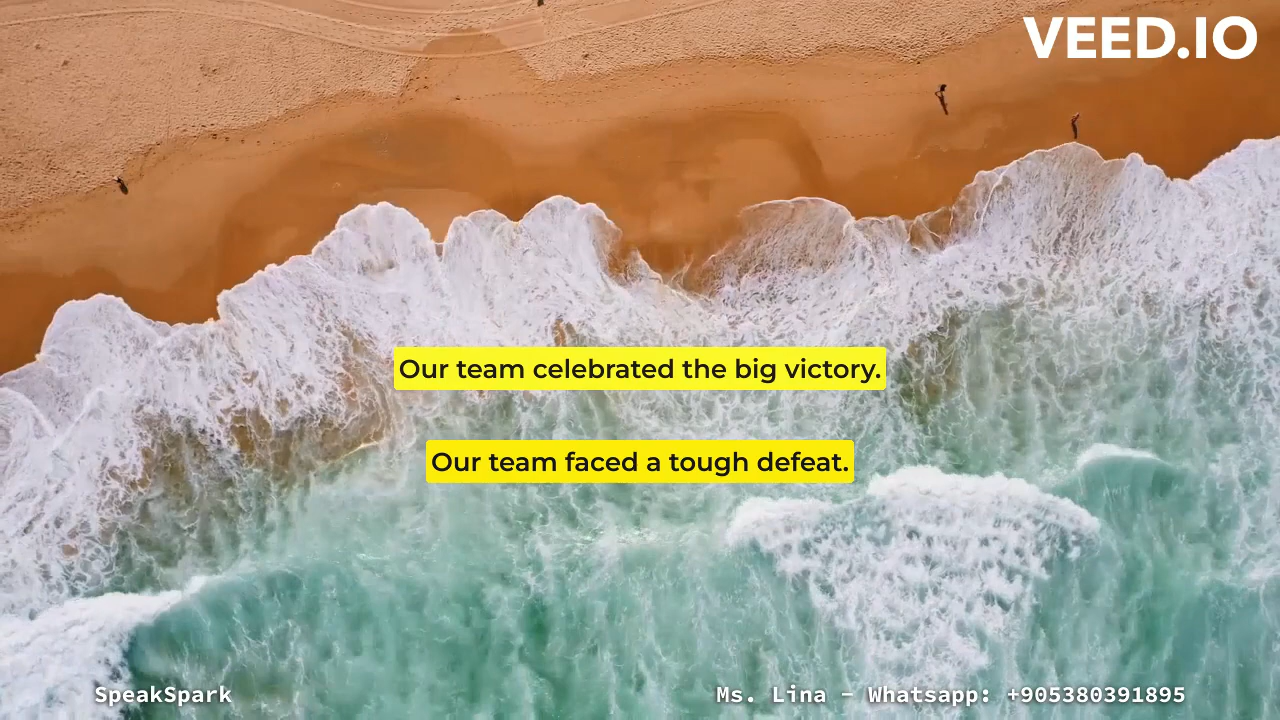 VEED.IO
Our team celebrated the big victory.
Our team faced a tough defeat.
SpeakSpark
Ms. Lina - Whatsapp: +905380391895